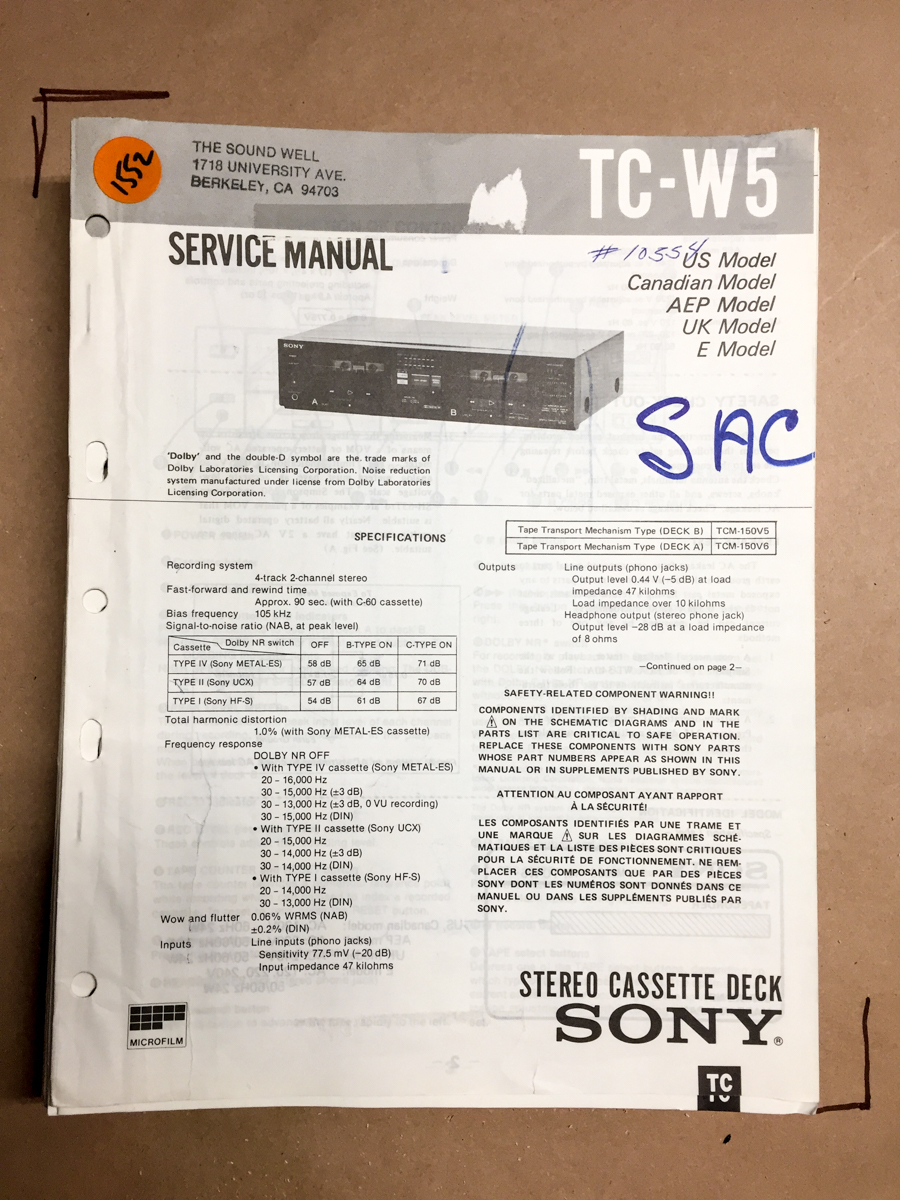 1552
THE SOUND WELL
1718 UNIVERSITY AVE.
BERKELEY, CA 94703
TC-W5
SERVICE MANUAL
#10554
US Model
Canadian Model
AEP Model
UK Model
E Model
SONY
A
B
SAC
'Dolby' and the double-D symbol are the trade marks of
Dolby Laboratories Licensing Corporation. Noise reduction
system manufactured under license from Dolby Laboratories
Licensing Corporation.
SPECIFICATIONS
Recording system
4-track 2-channel stereo
Fast-forward and rewind time
Approx. 90 sec. (with C-60 cassette)
Bias frequency 105 kHz
Signal-to-noise ratio (NAB, at peak level)
Cassette Dolby NR switch OFF B-TYPE ON C-TYPE ON
TYPE IV (Sony METAL-ES) 58 dB 65 dB 71 dB
TYPE II (Sony UCX) 57 dB 64 dB 70 dB
TYPE I (Sony HF-S) 54 dB 61 dB 67 dB
Total harmonic distortion
1.0% (with Sony METAL-ES cassette)
Frequency response
DOLBY NR OFF
• With TYPE IV cassette (Sony METAL-ES)
20 - 16,000 Hz
30 - 15,000 Hz (±3 dB)
30 - 13,000 Hz (±3 dB, 0 VU recording)
30 - 15,000 Hz (DIN)
• With TYPE II cassette (Sony UCX)
20 - 15,000 Hz
30 - 14,000 Hz (±3 dB)
30 - 14,000 Hz (DIN)
• With TYPE I cassette (Sony HF-S)
20 - 14,000 Hz
30 - 13,000 Hz (DIN)
Wow and flutter 0.06% WRMS (NAB)
±0.2% (DIN)
Inputs Line inputs (phono jacks)
Sensitivity 77.5 mV (−20 dB)
Input impedance 47 kilohms
Tape Transport Mechanism Type (DECK B) TCM-150V5
Tape Transport Mechanism Type (DECK A) TCM-150V6
Outputs Line outputs (phono jacks)
Output level 0.44 V (−5 dB) at load
impedance 47 kilohms
Load impedance over 10 kilohms
Headphone output (stereo phone jack)
Output level −28 dB at a load impedance
of 8 ohms
—Continued on page 2—
SAFETY-RELATED COMPONENT WARNING!!
COMPONENTS IDENTIFIED BY SHADING AND MARK
⚠ ON THE SCHEMATIC DIAGRAMS AND IN THE
PARTS LIST ARE CRITICAL TO SAFE OPERATION.
REPLACE THESE COMPONENTS WITH SONY PARTS
WHOSE PART NUMBERS APPEAR AS SHOWN IN THIS
MANUAL OR IN SUPPLEMENTS PUBLISHED BY SONY.
ATTENTION AU COMPOSANT AYANT RAPPORT
À LA SÉCURITÉ!
LES COMPOSANTS IDENTIFIÉS PAR UNE TRAME ET
UNE MARQUE ⚠ SUR LES DIAGRAMMES SCHÉ-
MATIQUES ET LA LISTE DES PIÈCES SONT CRITIQUES
POUR LA SÉCURITÉ DE FONCTIONNEMENT. NE REM-
PLACER CES COMPOSANTS QUE PAR DES PIÈCES
SONY DONT LES NUMÉROS SONT DONNÉS DANS CE
MANUEL OU DANS LES SUPPLÉMENTS PUBLIÉS PAR
SONY.
STEREO CASSETTE DECK
SONY®
MICROFILM
TC